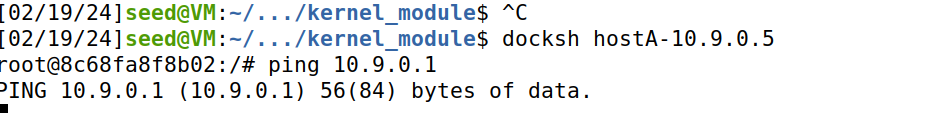 [02/19/24]seed@VM:~/.../kernel_module$ ^C
[02/19/24]seed@VM:~/.../kernel_module$ docksh hostA-10.9.0.5
root@8c68fa8f8b02:/# ping 10.9.0.1
PING 10.9.0.1 (10.9.0.1) 56(84) bytes of data.